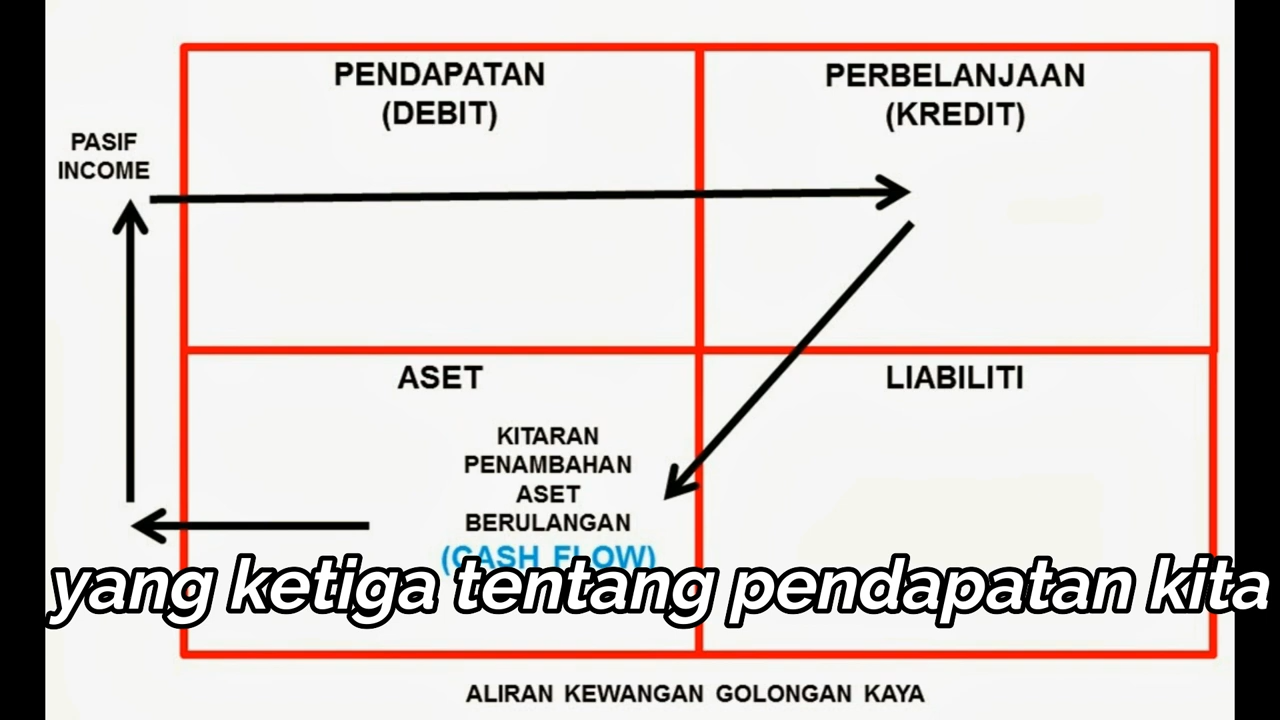 PENDAPATAN
(DEBIT)
PERBELANJAAN
(KREDIT)
PASIF
INCOME
ASET
LIABILITI
KITARAN
PENAMBAHAN
ASET
BERULANGAN
(CASH FLOW)
yang ketiga tentang pendapatan kita
ALIRAN KEWANGAN GOLONGAN KAYA